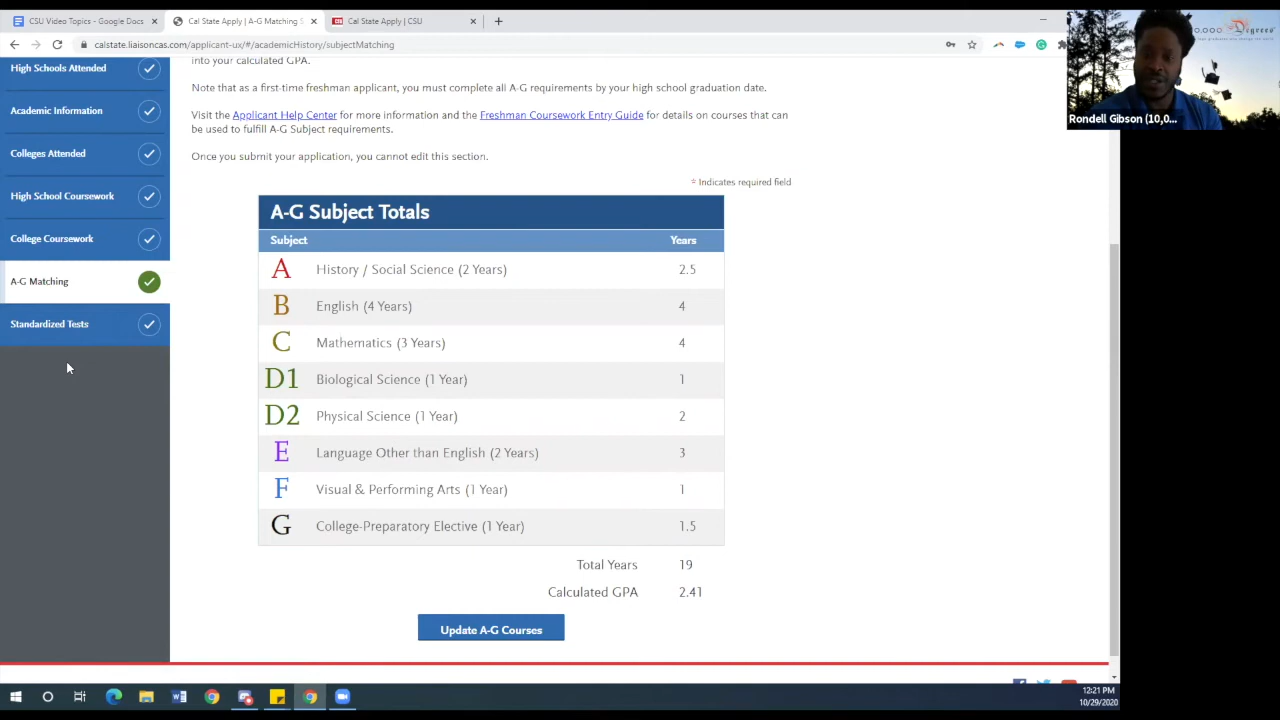 CSU Video Topics - Google Docs
Cal State Apply | A-G Matching S
Cal State Apply | CSU
calstate.liaisoncas.com/applicant-ux/#/academicHistory/subjectMatching
High Schools Attended
Academic Information
Colleges Attended
High School Coursework
College Coursework
A-G Matching
Standardized Tests
into your calculated GPA.
Note that as a first-time freshman applicant, you must complete all A-G requirements by your high school graduation date.
Visit the Applicant Help Center for more information and the Freshman Coursework Entry Guide for details on courses that can
be used to fulfill A-G Subject requirements.
Once you submit your application, you cannot edit this section.
* Indicates required field
A-G Subject Totals
Subject Years
A History / Social Science (2 Years) 2.5
B English (4 Years) 4
C Mathematics (3 Years) 4
D1 Biological Science (1 Year) 1
D2 Physical Science (1 Year) 2
E Language Other than English (2 Years) 3
F Visual & Performing Arts (1 Year) 1
G College-Preparatory Elective (1 Year) 1.5
Total Years 19
Calculated GPA 2.41
Update A-G Courses
Degrees
Rondell Gibson (10,0...
12:21 PM
10/29/2020